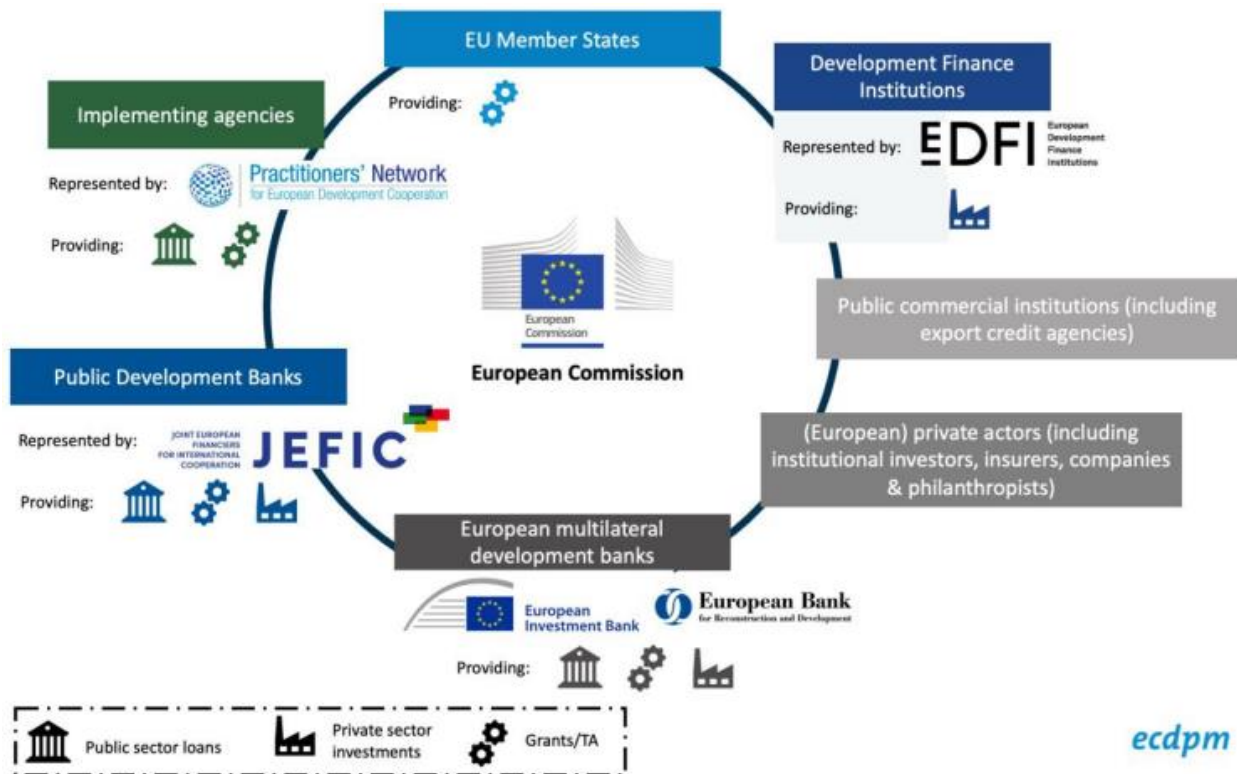 EU Member States
Providing:
Development Finance
Institutions
Represented by:
EDFI
European
Development
Finance
Institutions
Providing:
Implementing agencies
Represented by:
Practitioners' Network
for European Development Cooperation
Providing:
European
Commission
European Commission
Public commercial institutions (including
export credit agencies)
Public Development Banks
Represented by:
JOINT EUROPEAN
FINANCIERS
FOR INTERNATIONAL
COOPERATION
JEFIC
Providing:
(European) private actors (including
institutional investors, insurers, companies
& philanthropists)
European multilateral
development banks
European
Investment Bank
European Bank
for Reconstruction and Development
Providing:
Public sector loans
Private sector
investments
Grants/TA
ecdpm